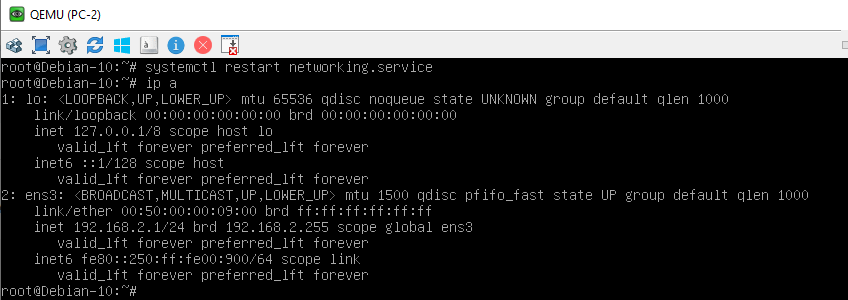 QEMU (PC-2)
root@Debian-10:~# systemctl restart networking.service
root@Debian-10:~# ip a
1: lo: <LOOPBACK,UP,LOWER_UP> mtu 65536 qdisc noqueue state UNKNOWN group default qlen 1000
    link/loopback 00:00:00:00:00:00 brd 00:00:00:00:00:00
    inet 127.0.0.1/8 scope host lo
       valid_lft forever preferred_lft forever
    inet6 ::1/128 scope host
       valid_lft forever preferred_lft forever
2: ens3: <BROADCAST,MULTICAST,UP,LOWER_UP> mtu 1500 qdisc pfifo_fast state UP group default qlen 1000
    link/ether 00:50:00:00:09:00 brd ff:ff:ff:ff:ff:ff
    inet 192.168.2.1/24 brd 192.168.2.255 scope global ens3
       valid_lft forever preferred_lft forever
    inet6 fe80::250:ff:fe00:900/64 scope link
       valid_lft forever preferred_lft forever
root@Debian-10:~#